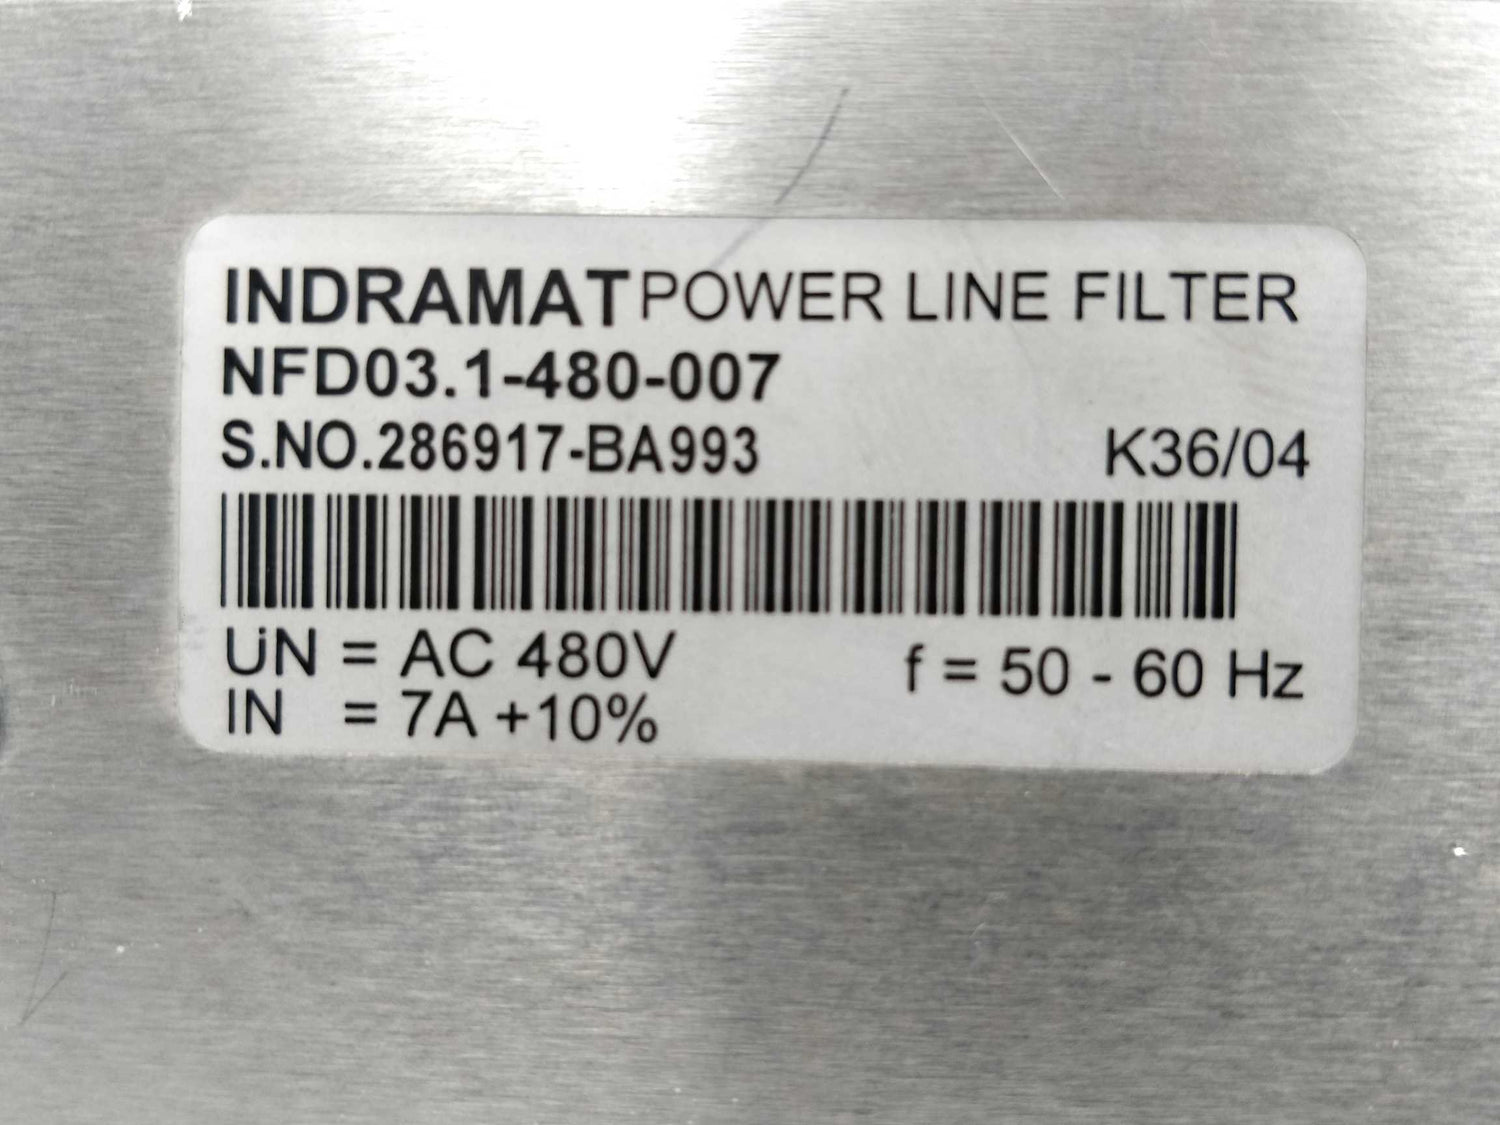 INDRAMAT POWER LINE FILTER
NFD03.1-480-007
S.NO.286917-BA993 K36/04
UN = AC 480V f = 50 - 60 Hz
IN = 7A +10%